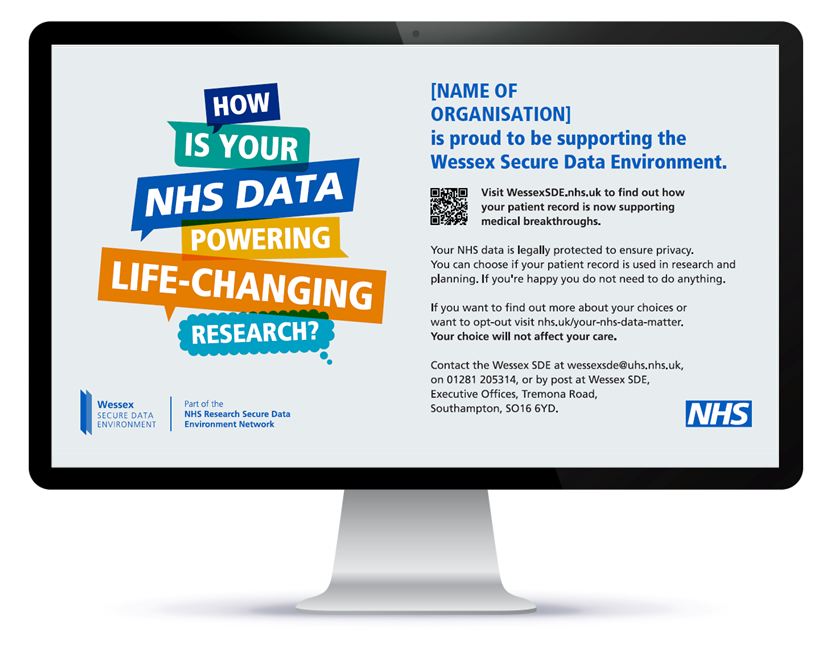 HOW
IS YOUR
NHS DATA
POWERING
LIFE-CHANGING
RESEARCH?
Wessex
SECURE DATA
ENVIRONMENT
Part of the
NHS Research Secure Data
Environment Network
[NAME OF
ORGANISATION]
is proud to be supporting the
Wessex Secure Data Environment.
Visit WessexSDE.nhs.uk to find out how
your patient record is now supporting
medical breakthroughs.
Your NHS data is legally protected to ensure privacy.
You can choose if your patient record is used in research and
planning. If you're happy you do not need to do anything.
If you want to find out more about your choices or
want to opt-out visit nhs.uk/your-nhs-data-matter.
Your choice will not affect your care.
Contact the Wessex SDE at wessexsde@uhs.nhs.uk,
on 01281 205314, or by post at Wessex SDE,
Executive Offices, Tremona Road,
Southampton, SO16 6YD.
NHS